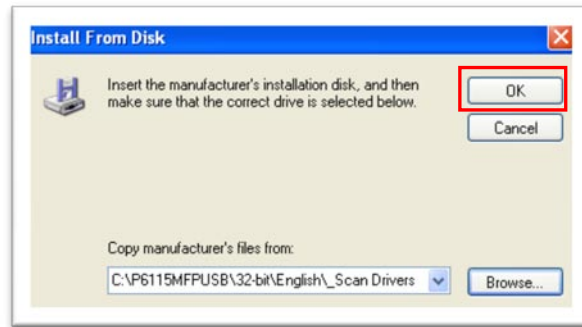 Install From Disk
Insert the manufacturer's installation disk, and then
make sure that the correct drive is selected below.
OK
Cancel
Copy manufacturer's files from:
C:\P6115MFPUSB\32-bit\English\_Scan Drivers
Browse...